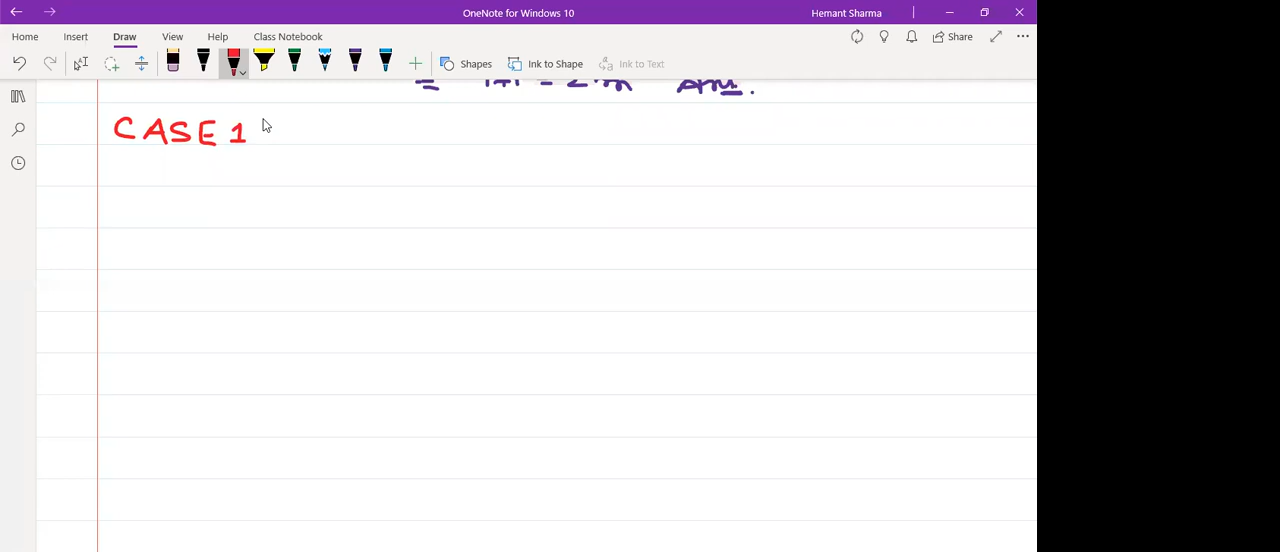 OneNote for Windows 10 Hemant Sharma
Home Insert Draw View Help Class Notebook Share
Shapes Ink to Shape Ink to Text
CASE 1